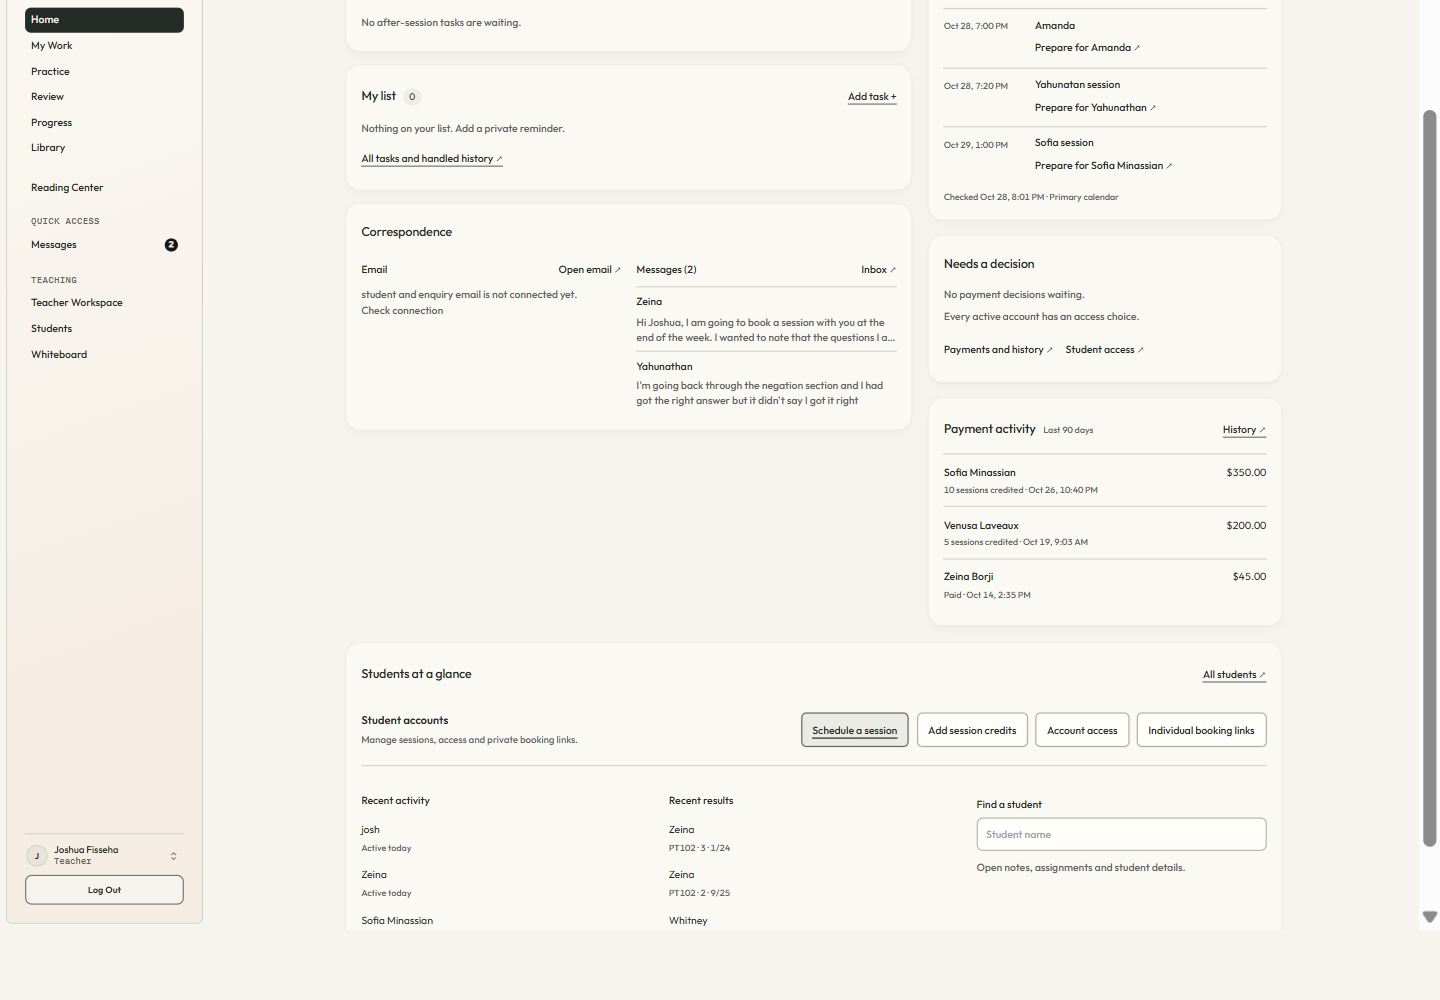 Home
My Work
Practice
Review
Progress
Library
Reading Center
QUICK ACCESS
Messages 2
TEACHING
Teacher Workspace
Students
Whiteboard
J Joshua Fisseha
Teacher
Log Out
No after-session tasks are waiting.
My list 0 Add task +
Nothing on your list. Add a private reminder.
All tasks and handled history ↗
Correspondence
Email Open email ↗
student and enquiry email is not connected yet.
Check connection
Messages (2) Inbox ↗
Zeina
Hi Joshua, I am going to book a session with you at the
end of the week. I wanted to note that the questions I a...
Yahunathan
I'm going back through the negation section and I had
got the right answer but it didn't say I got it right
Oct 28, 7:00 PM Amanda
Prepare for Amanda ↗
Oct 28, 7:20 PM Yahunatan session
Prepare for Yahunathan ↗
Oct 29, 1:00 PM Sofia session
Prepare for Sofia Minassian ↗
Checked Oct 28, 8:01 PM · Primary calendar
Needs a decision
No payment decisions waiting.
Every active account has an access choice.
Payments and history ↗ Student access ↗
Payment activity Last 90 days History ↗
Sofia Minassian $350.00
10 sessions credited · Oct 26, 10:40 PM
Venusa Laveaux $200.00
5 sessions credited · Oct 19, 9:03 AM
Zeina Borji $45.00
Paid · Oct 14, 2:35 PM
Students at a glance All students ↗
Student accounts
Manage sessions, access and private booking links.
Schedule a session Add session credits Account access Individual booking links
Recent activity
josh
Active today
Zeina
Active today
Sofia Minassian
Recent results
Zeina
PT102 · 3 · 1/24
Zeina
PT102 · 2 · 9/25
Whitney
Find a student
Student name
Open notes, assignments and student details.